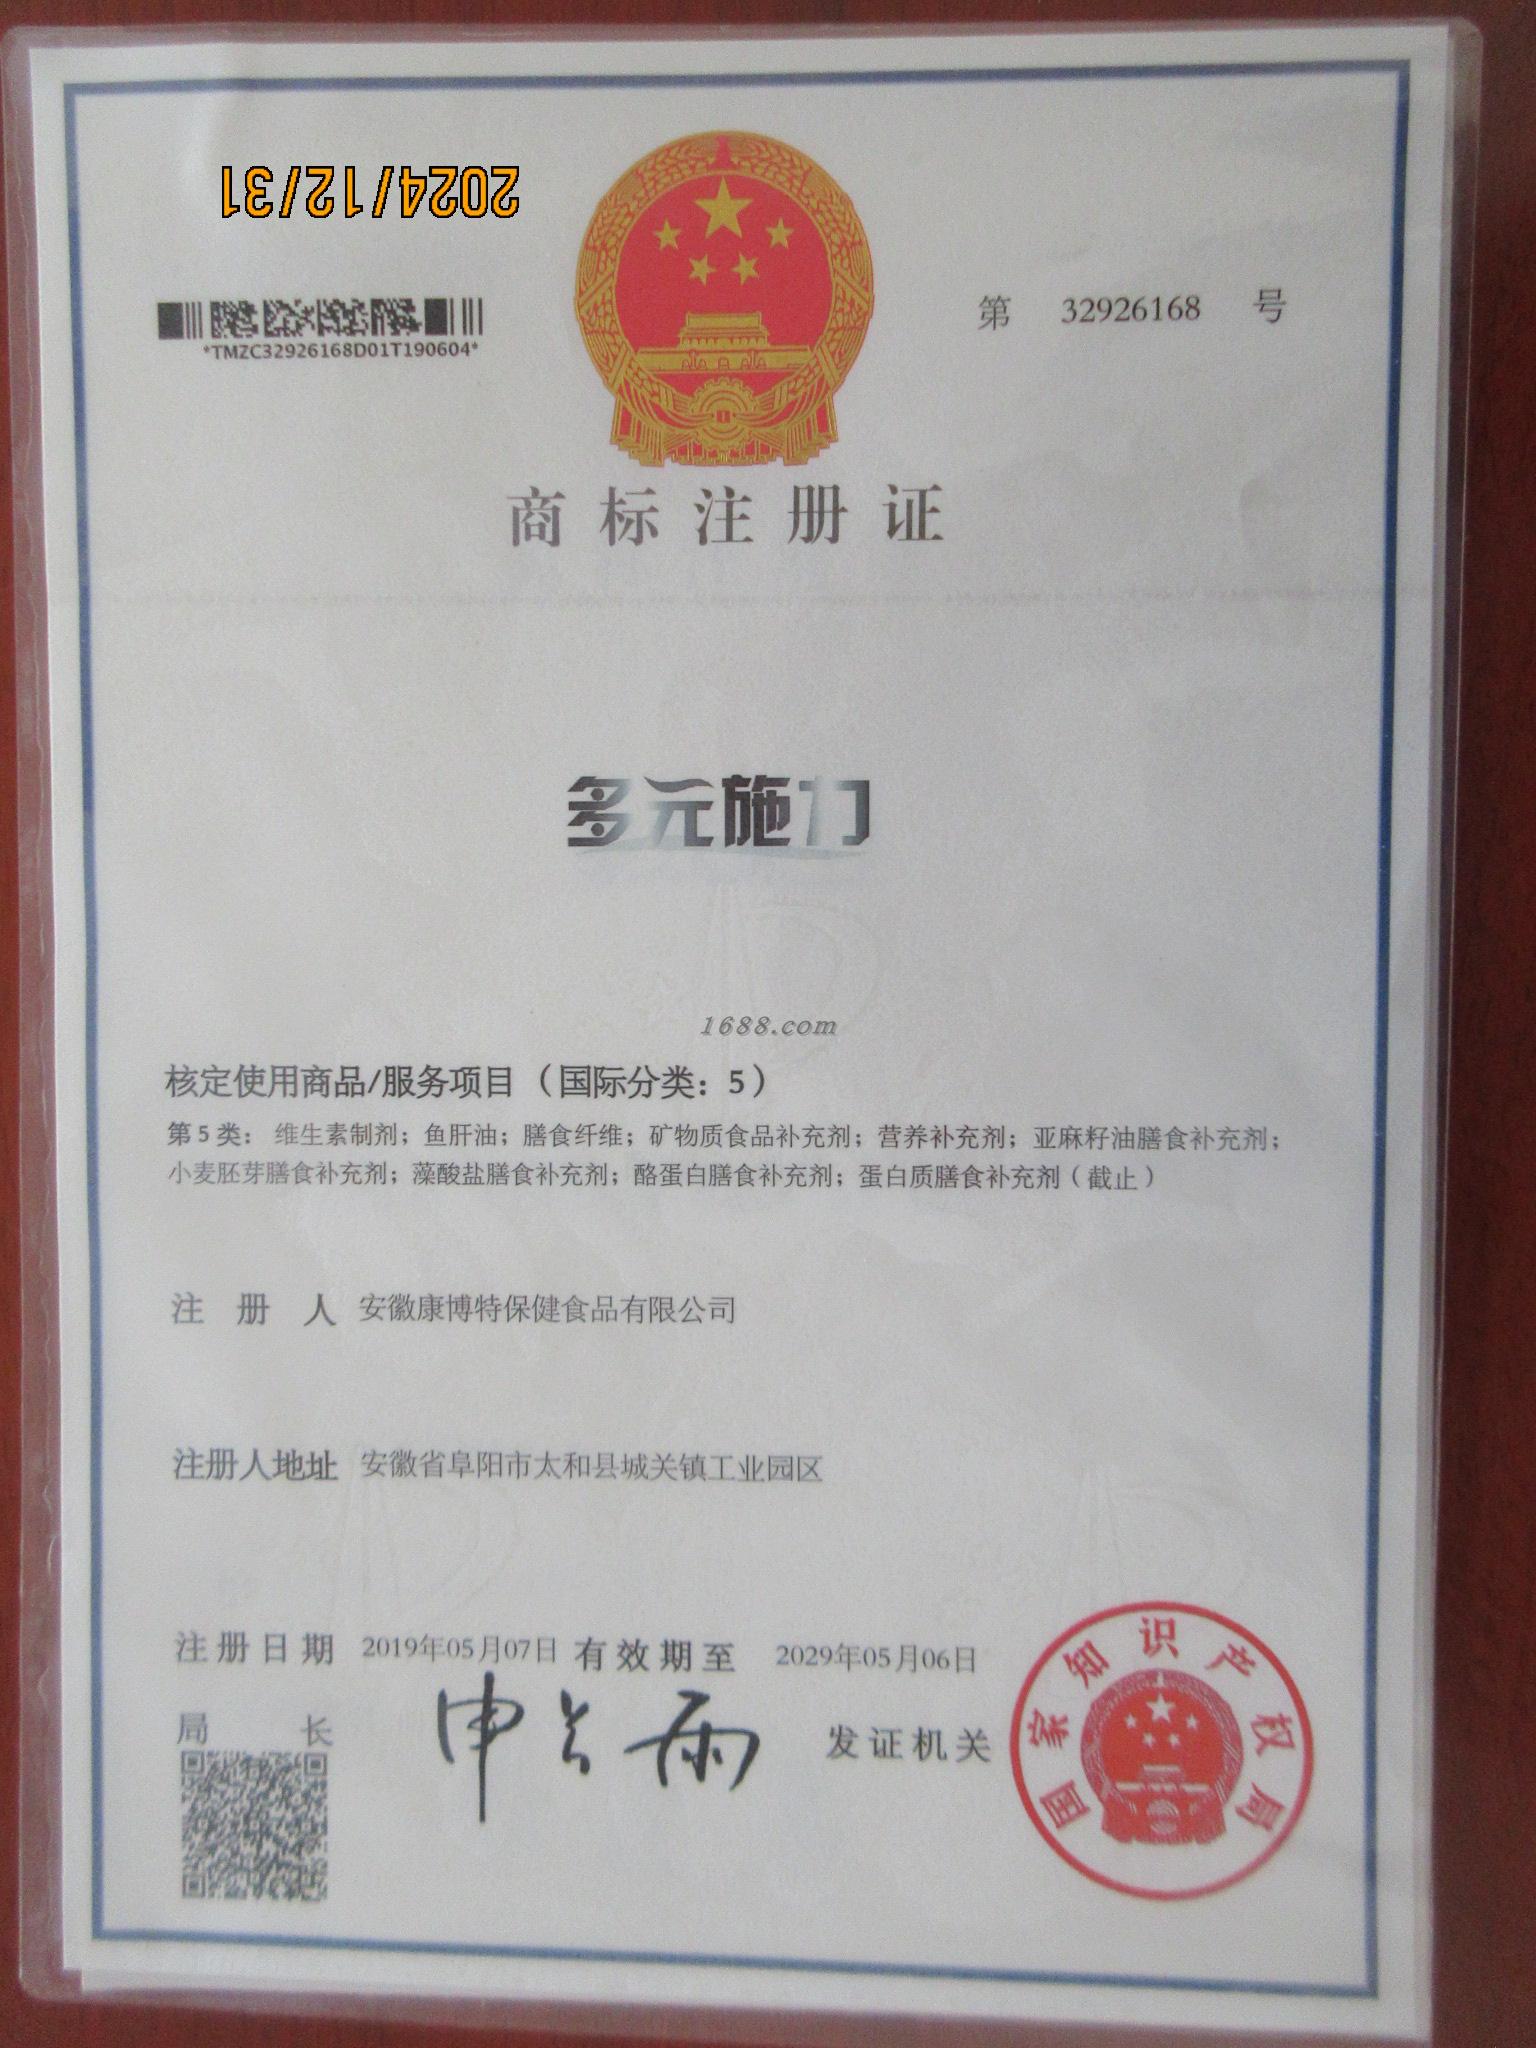 2024/12/31
第 32926168 号
*TMZC32926168D01T190604*
商标注册证
多元施力
1688.com
核定使用商品/服务项目（国际分类：5）
第5类： 维生素制剂；鱼肝油；膳食纤维；矿物质食品补充剂；营养补充剂；亚麻籽油膳食补充剂；
小麦胚芽膳食补充剂；藻酸盐膳食补充剂；酪蛋白膳食补充剂；蛋白质膳食补充剂（截止）
注册人 安徽康博特保健食品有限公司
注册人地址 安徽省阜阳市太和县城关镇工业园区
注册日期 2019年05月07日 有效期至 2029年05月06日
局长 申长雨 发证机关
国家知识产权局